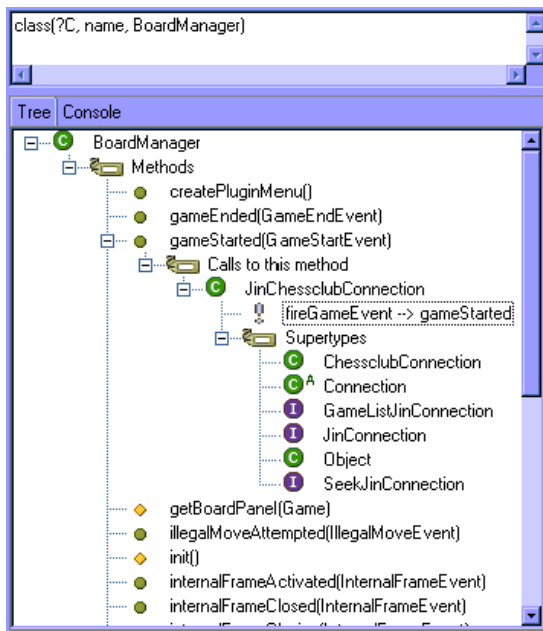 class(?C, name, BoardManager)
Tree Console
C BoardManager
Methods
createPluginMenu()
gameEnded(GameEndEvent)
gameStarted(GameStartEvent)
Calls to this method
C JinChessclubConnection
fireGameEvent --> gameStarted
Supertypes
C ChessclubConnection
C A Connection
I GameListJinConnection
I JinConnection
C Object
I SeekJinConnection
getBoardPanel(Game)
illegalMoveAttempted(IllegalMoveEvent)
init()
internalFrameActivated(InternalFrameEvent)
internalFrameClosed(InternalFrameEvent)